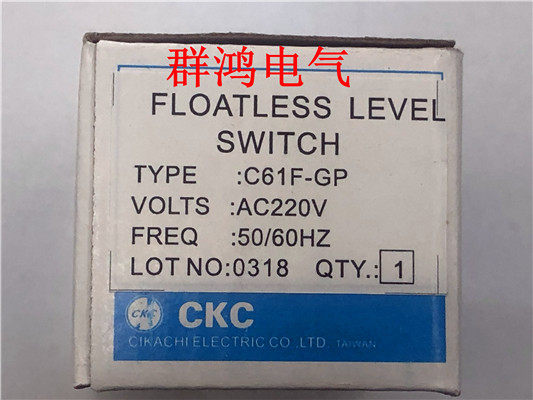 群鸿电气
FLOATLESS LEVEL
SWITCH
TYPE :C61F-GP
VOLTS :AC220V
FREQ :50/60HZ
LOT NO:0318 QTY.:1
CKC CKC
CIKACHI ELECTRIC CO.,LTD. TAIWAN